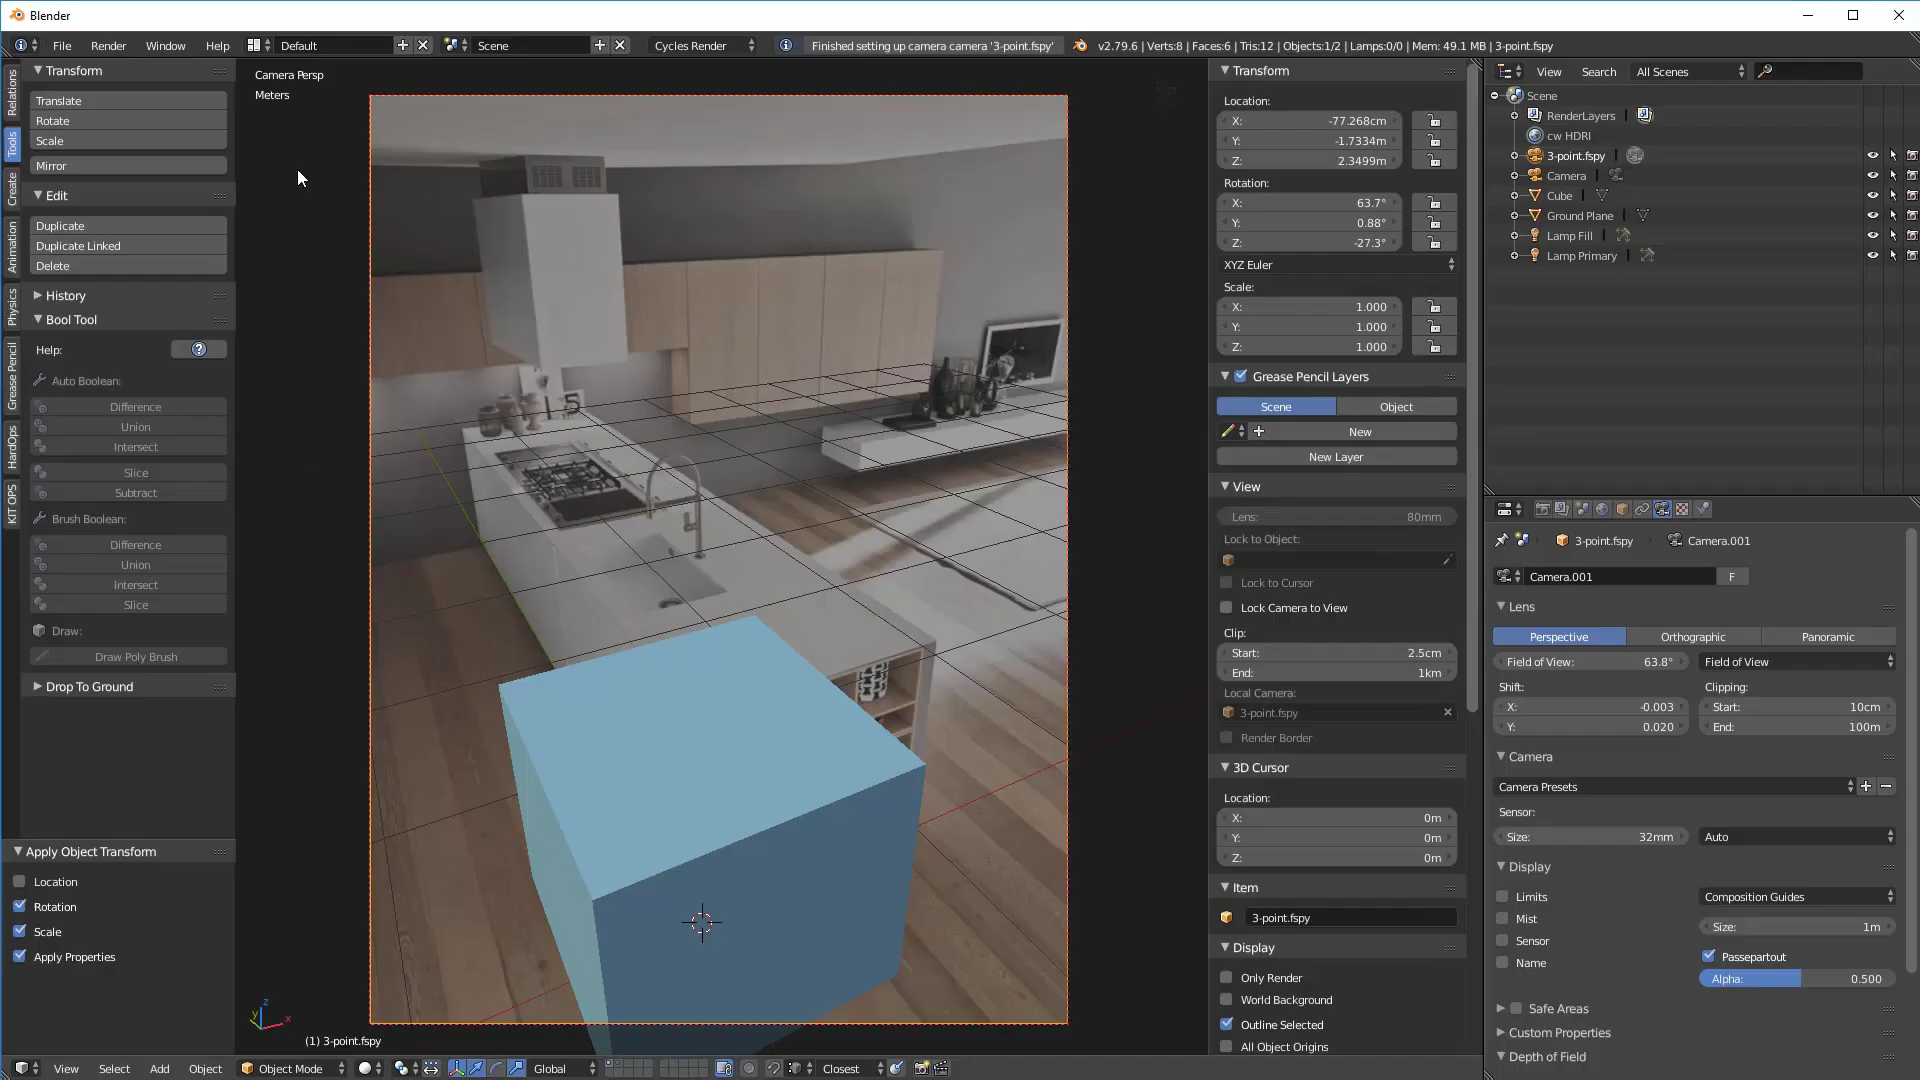 Blender
File Render Window Help Default Scene Cycles Render Finished setting up camera camera '3-point.fspy' v2.79.6 | Verts:8 | Faces:6 | Tris:12 | Objects:1/2 | Lamps:0/0 | Mem: 49.1 MB | 3-point.fspy
Relations
Tools
Create
Animation
Physics
Grease Pencil
HardOps
KIT OPS
Transform
Translate
Rotate
Scale
Mirror
Edit
Duplicate
Duplicate Linked
Delete
History
Bool Tool
Help:
Auto Boolean:
Difference
Union
Intersect
Slice
Subtract
Brush Boolean:
Difference
Union
Intersect
Slice
Draw:
Draw Poly Brush
Drop To Ground
Apply Object Transform
Location
Rotation
Scale
Apply Properties
Camera Persp
Meters
15
z
y
x
(1) 3-point.fspy
View Select Add Object Object Mode Global Closest
Transform
Location:
X: -77.268cm
Y: -1.7334m
Z: 2.3499m
Rotation:
X: 63.7°
Y: 0.88°
Z: -27.3°
XYZ Euler
Scale:
X: 1.000
Y: 1.000
Z: 1.000
Grease Pencil Layers
Scene Object
New
New Layer
View
Lens: 80mm
Lock to Object:
Lock to Cursor
Lock Camera to View
Clip:
Start: 2.5cm
End: 1km
Local Camera:
3-point.fspy
Render Border
3D Cursor
Location:
X: 0m
Y: 0m
Z: 0m
Item
3-point.fspy
Display
Only Render
World Background
Outline Selected
All Object Origins
View Search All Scenes
Scene
RenderLayers
cw HDRI
3-point.fspy
Camera
Cube
Ground Plane
Lamp Fill
Lamp Primary
3-point.fspy Camera.001
Camera.001 F
Lens
Perspective Orthographic Panoramic
Field of View: 63.8° Field of View
Shift: Clipping:
X: -0.003 Start: 10cm
Y: 0.020 End: 100m
Camera
Camera Presets
Sensor:
Size: 32mm Auto
Display
Limits Composition Guides
Mist Size: 1m
Sensor Passepartout
Name Alpha: 0.500
Safe Areas
Custom Properties
Depth of Field